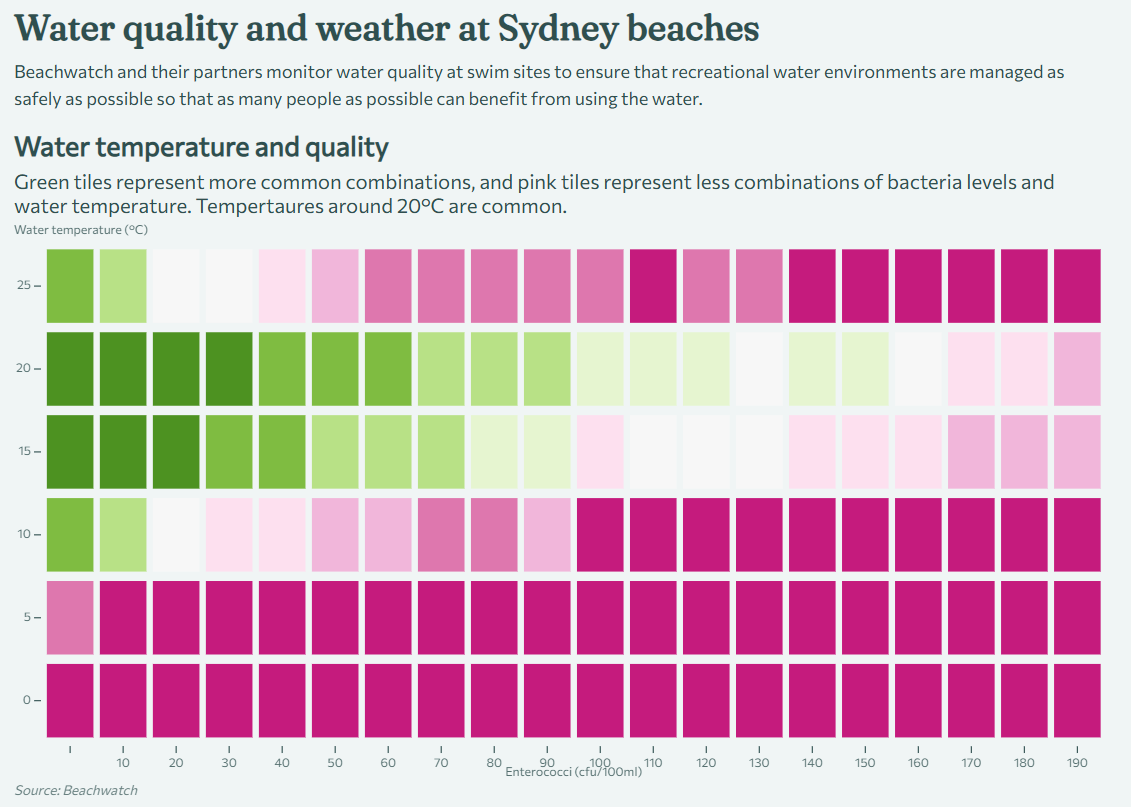 Water quality and weather at Sydney beaches
Beachwatch and their partners monitor water quality at swim sites to ensure that recreational water environments are managed as
safely as possible so that as many people as possible can benefit from using the water.
Water temperature and quality
Green tiles represent more common combinations, and pink tiles represent less combinations of bacteria levels and
water temperature. Tempertaures around 20ºC are common.
Water temperature (ºC)
25
20
15
10
5
0
10 20 30 40 50 60 70 80 90 100 110 120 130 140 150 160 170 180 190
Enterococi (cfu/100ml)
Source: Beachwatch